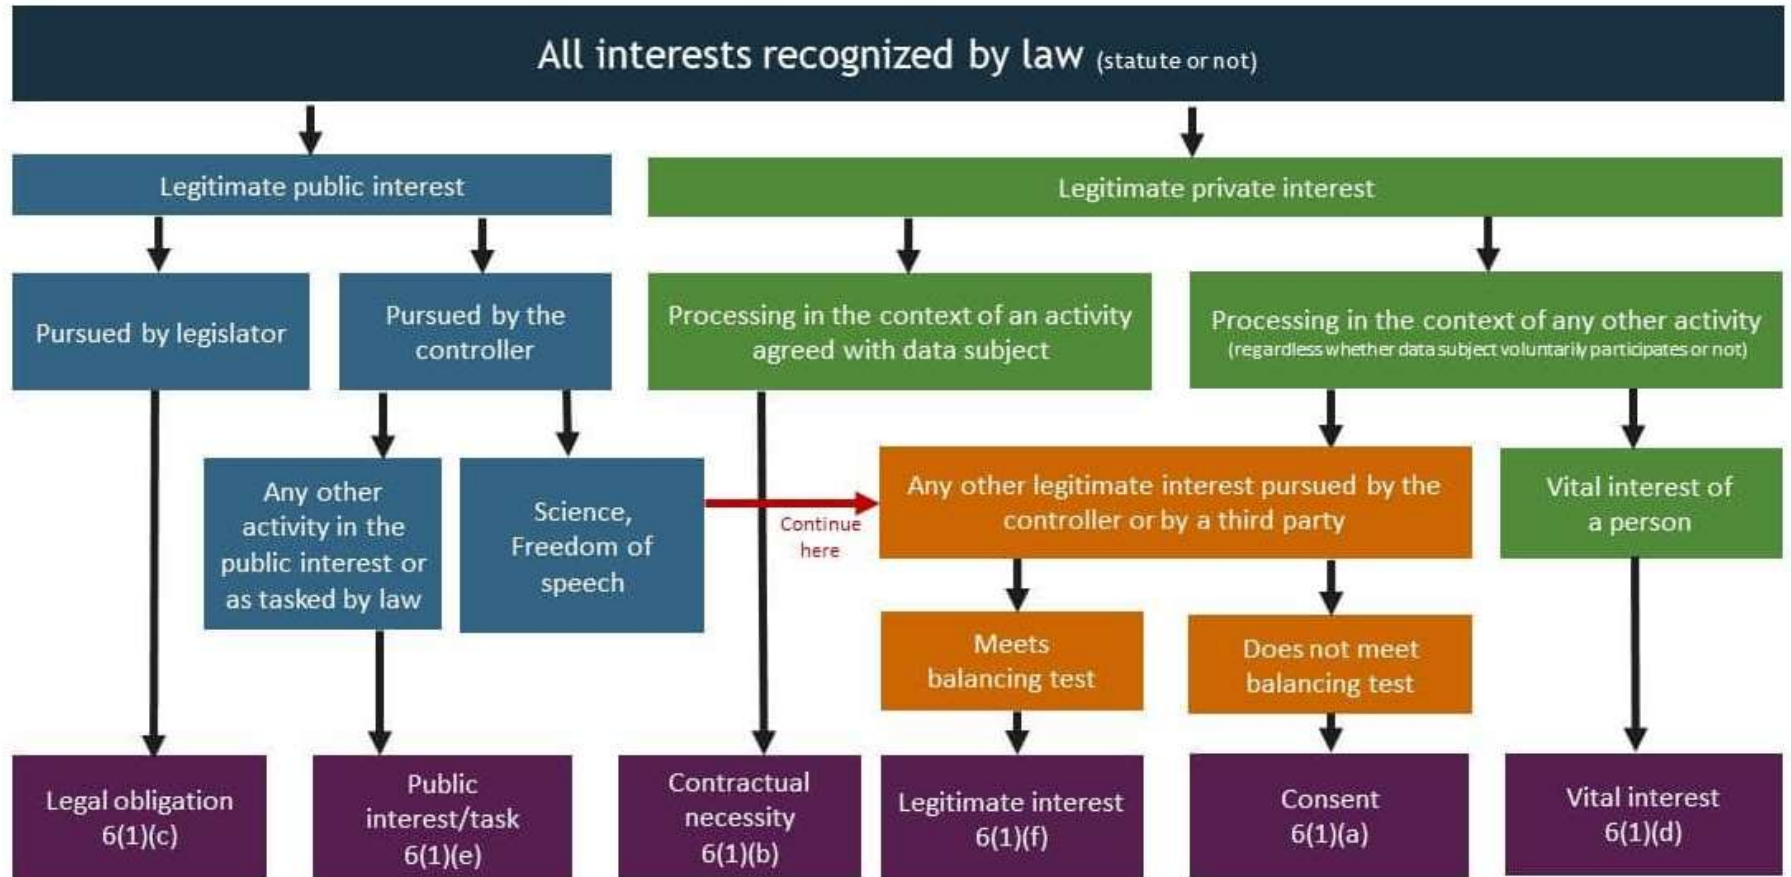 All interests recognized by law (statute or not)
Legitimate public interest
Legitimate private interest
Pursued by legislator
Pursued by the
controller
Processing in the context of an activity
agreed with data subject
Processing in the context of any other activity
(regardless whether data subject voluntarily participates or not)
Any other
activity in the
public interest or
as tasked by law
Science,
Freedom of
speech
Continue
here
Any other legitimate interest pursued by the
controller or by a third party
Vital interest of
a person
Meets
balancing test
Does not meet
balancing test
Legal obligation
6(1)(c)
Public
interest/task
6(1)(e)
Contractual
necessity
6(1)(b)
Legitimate interest
6(1)(f)
Consent
6(1)(a)
Vital interest
6(1)(d)